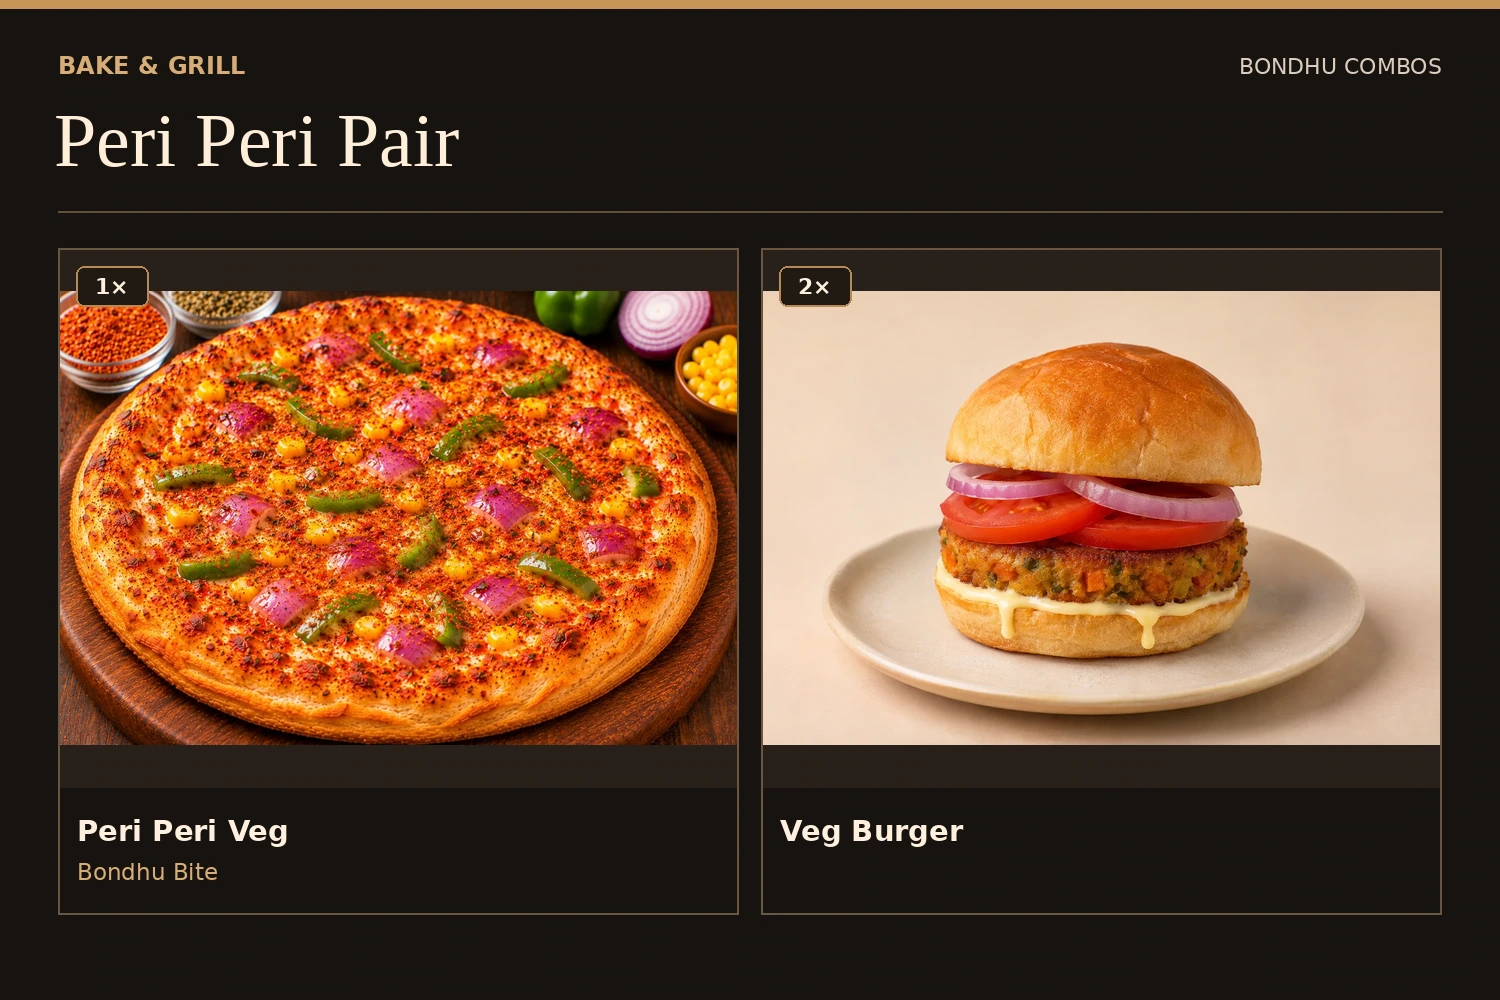 BAKE & GRILL
BONDHU COMBOS
Peri Peri Pair
1×
2×
Peri Peri Veg
Bondhu Bite
Veg Burger